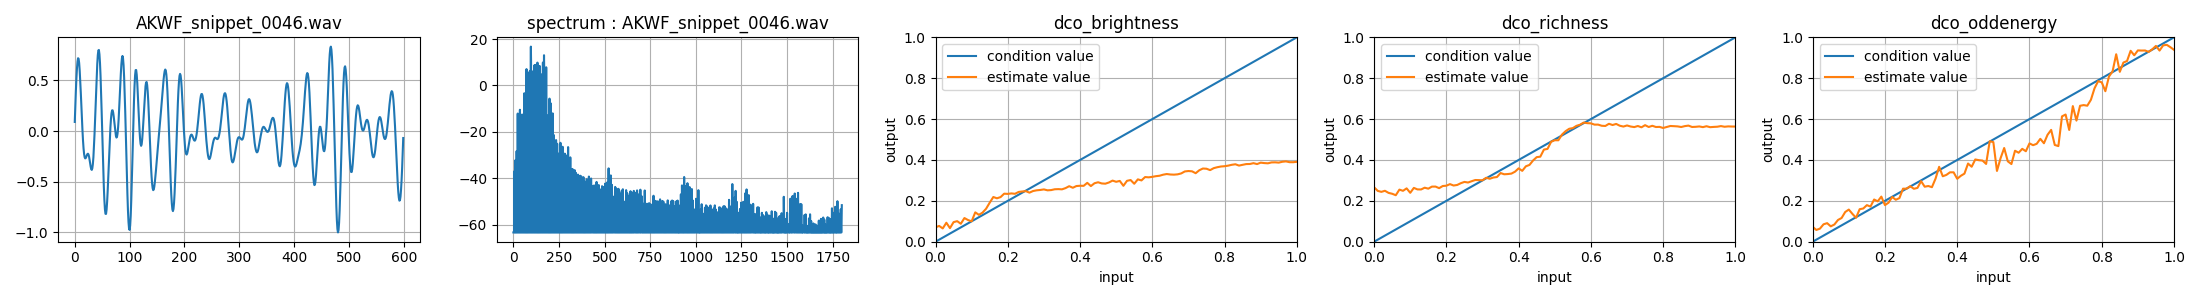 AKWF_snippet_0046.wav
0.5
0.0
−0.5
−1.0
0 100 200 300 400 500 600
spectrum : AKWF_snippet_0046.wav
20
0
−20
−40
−60
0 250 500 750 1000 1250 1500 1750
dco_brightness
condition value
estimate value
output
1.0
0.8
0.6
0.4
0.2
0.0
0.0 0.2 0.4 0.6 0.8 1.0
input
dco_richness
condition value
estimate value
output
1.0
0.8
0.6
0.4
0.2
0.0
0.0 0.2 0.4 0.6 0.8 1.0
input
dco_oddenergy
condition value
estimate value
output
1.0
0.8
0.6
0.4
0.2
0.0
0.0 0.2 0.4 0.6 0.8 1.0
input